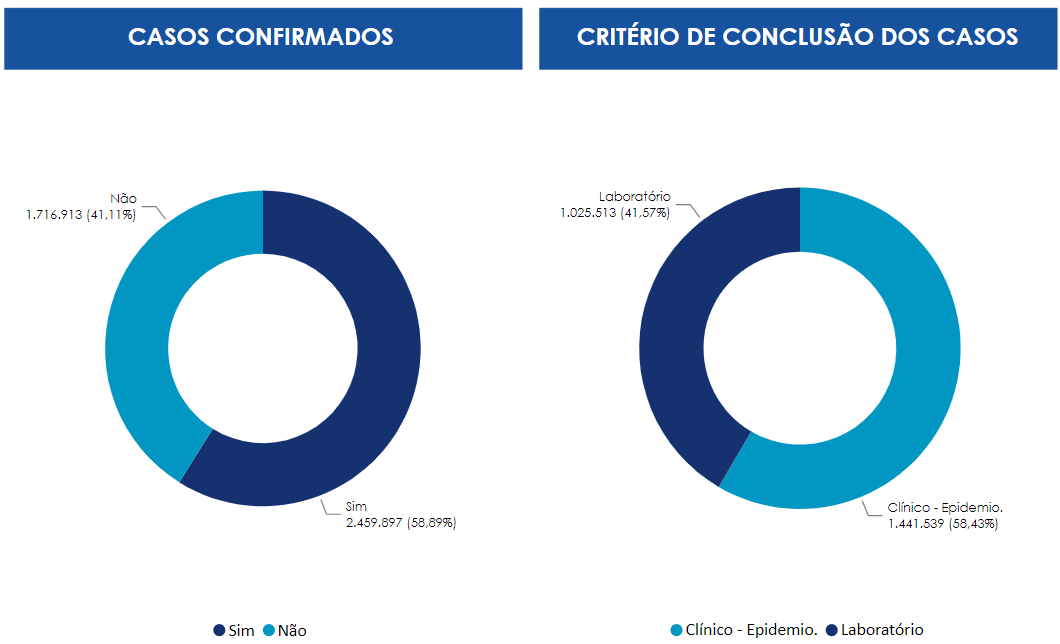 CASOS CONFIRMADOS
Não
1.716.913 (41,11%)
Sim
2.459.897 (58,89%)
Sim Não
CRITÉRIO DE CONCLUSÃO DOS CASOS
Laboratório
1.025.513 (41,57%)
Clínico - Epidemio.
1.441.539 (58,43%)
Clínico - Epidemio. Laboratório